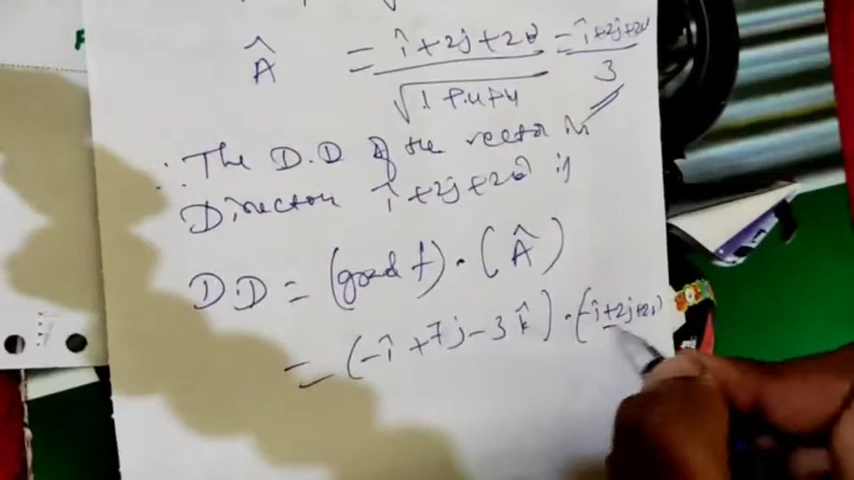 Â = î+2j+2k / √1+4+4 = î+2j+2k / 3
∴ The D.D of the vector in
Direction î+2j+2k is
D.D = (grad f) · (Â)
= (-î+7j-3k̂) · (î+2j+2k)